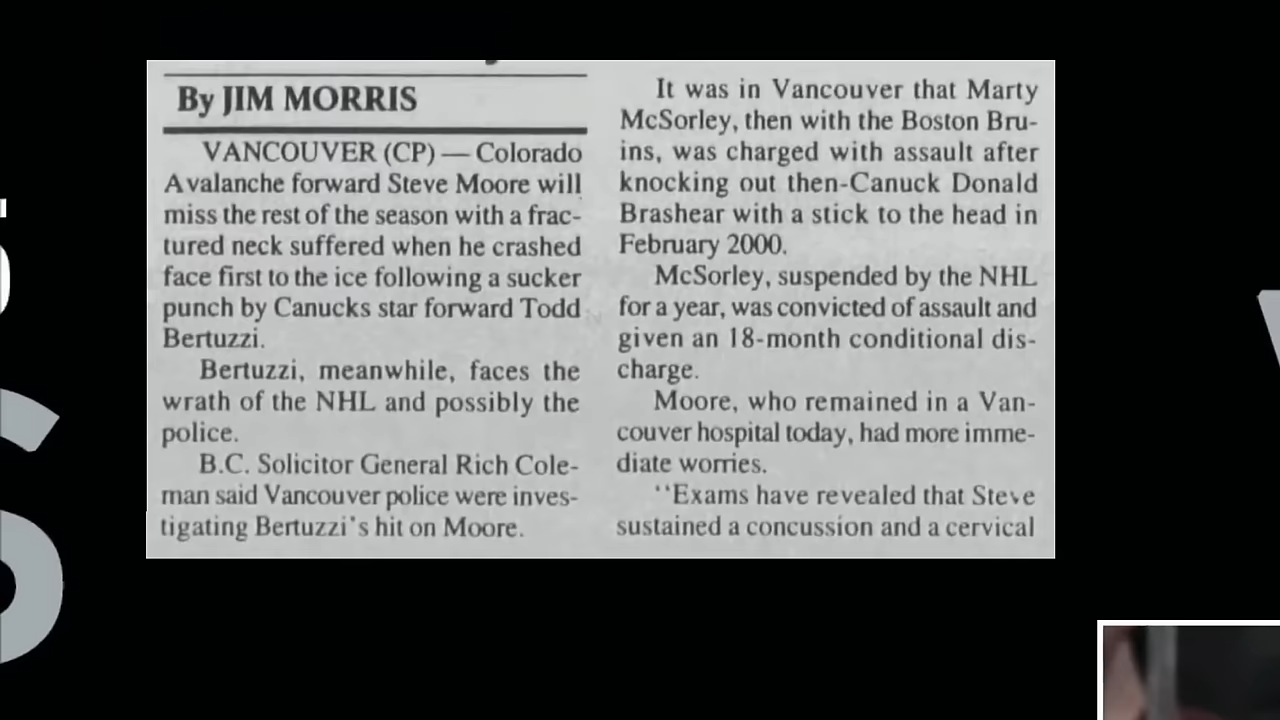 By JIM MORRIS
VANCOUVER (CP) — Colorado
Avalanche forward Steve Moore will
miss the rest of the season with a frac-
tured neck suffered when he crashed
face first to the ice following a sucker
punch by Canucks star forward Todd
Bertuzzi.
Bertuzzi, meanwhile, faces the
wrath of the NHL and possibly the
police.
B.C. Solicitor General Rich Cole-
man said Vancouver police were inves-
tigating Bertuzzi's hit on Moore.
It was in Vancouver that Marty
McSorley, then with the Boston Bru-
ins, was charged with assault after
knocking out then-Canuck Donald
Brashear with a stick to the head in
February 2000.
McSorley, suspended by the NHL
for a year, was convicted of assault and
given an 18-month conditional dis-
charge.
Moore, who remained in a Van-
couver hospital today, had more imme-
diate worries.
"Exams have revealed that Steve
sustained a concussion and a cervical